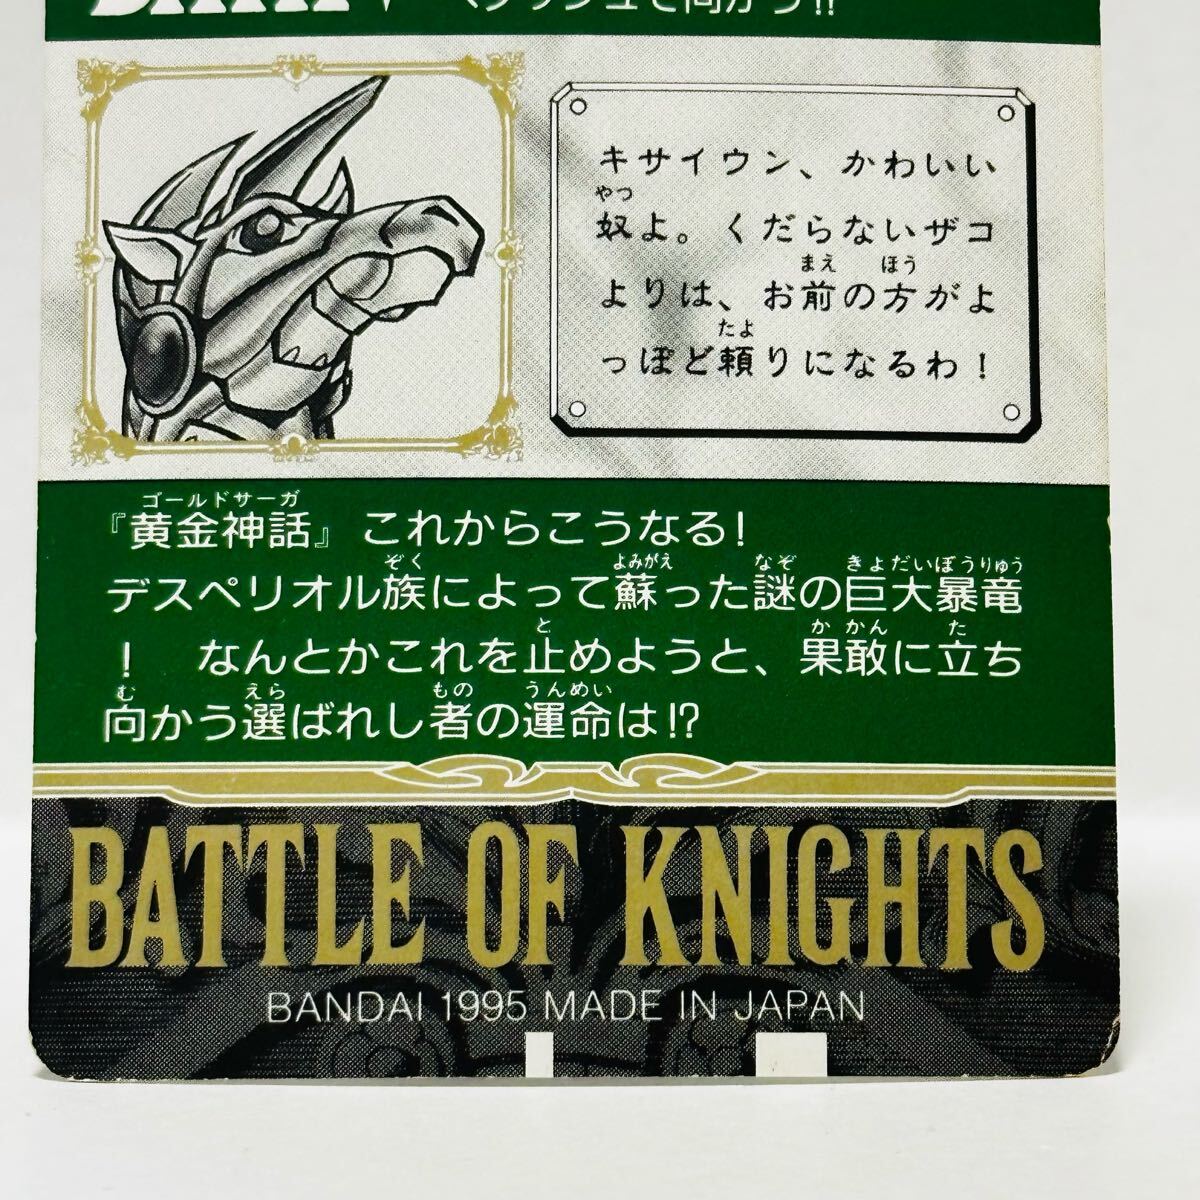 キサイウン、かわいい
やつ
奴よ。くだらないザコ
まえ ほう
よりは、お前の方がよ
たよ
っぽど頼りになるわ!
ゴールドサーガ
『黄金神話』これからこうなる!
ぞく よみがえ なぞ きょだいぼうりゅう
デスペリオル族によって蘇った謎の巨大暴竜
と かかん た
! なんとかこれを止めようと、果敢に立ち
む えら もの うんめい
向かう選ばれし者の運命は!?
BATTLE OF KNIGHTS
BANDAI 1995 MADE IN JAPAN